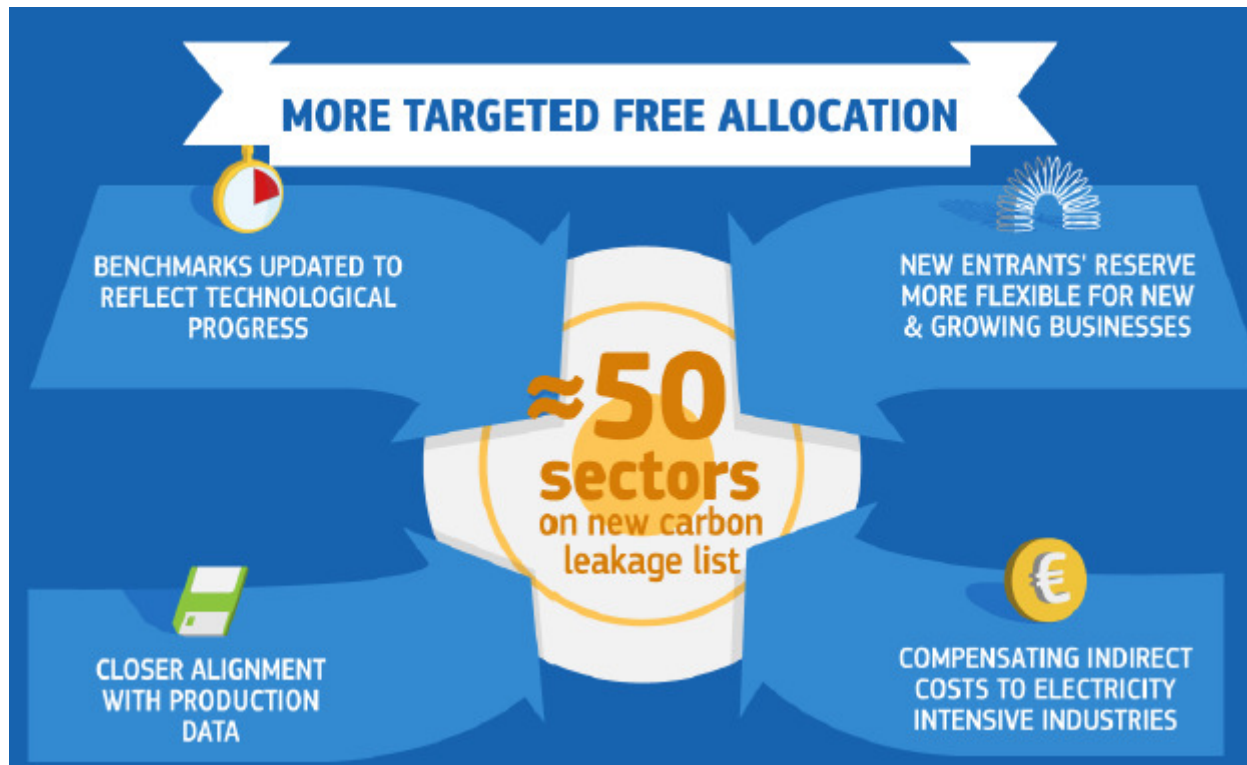 MORE TARGETED FREE ALLOCATION
BENCHMARKS UPDATED TO
REFLECT TECHNOLOGICAL
PROGRESS
NEW ENTRANTS' RESERVE
MORE FLEXIBLE FOR NEW
& GROWING BUSINESSES
≈50
sectors
on new carbon
leakage list
CLOSER ALIGNMENT
WITH PRODUCTION
DATA
€
COMPENSATING INDIRECT
COSTS TO ELECTRICITY
INTENSIVE INDUSTRIES